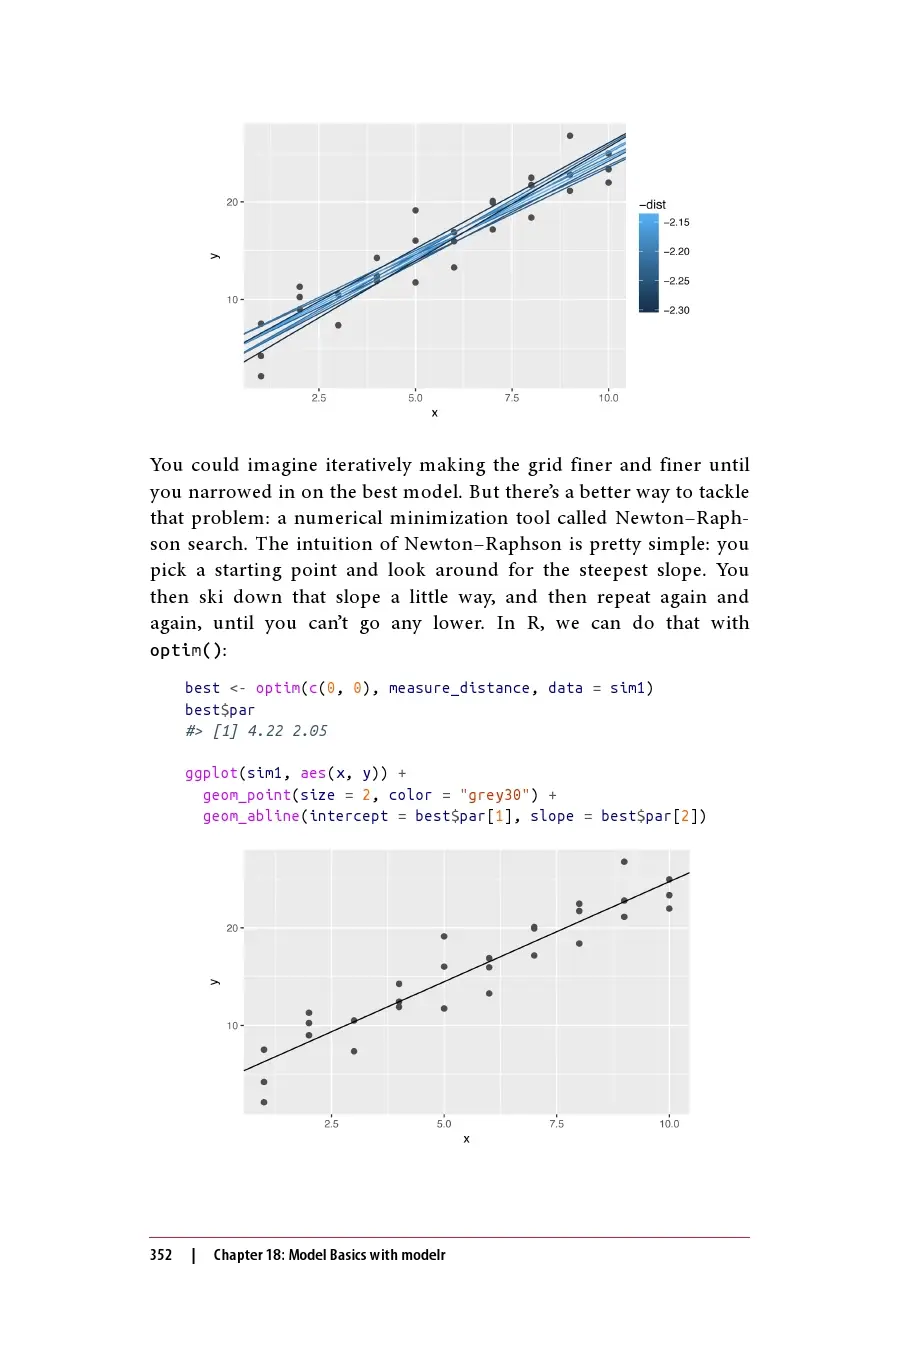 20
10
y
2.5 5.0 7.5 10.0
x
−dist
−2.15
−2.20
−2.25
−2.30
You could imagine iteratively making the grid finer and finer until
you narrowed in on the best model. But there’s a better way to tackle
that problem: a numerical minimization tool called Newton–Raph-
son search. The intuition of Newton–Raphson is pretty simple: you
pick a starting point and look around for the steepest slope. You
then ski down that slope a little way, and then repeat again and
again, until you can’t go any lower. In R, we can do that with
optim():
best <- optim(c(0, 0), measure_distance, data = sim1)
best$par
#> [1] 4.22 2.05
ggplot(sim1, aes(x, y)) +
geom_point(size = 2, color = "grey30") +
geom_abline(intercept = best$par[1], slope = best$par[2])
20
10
y
2.5 5.0 7.5 10.0
x
352 | Chapter 18: Model Basics with modelr